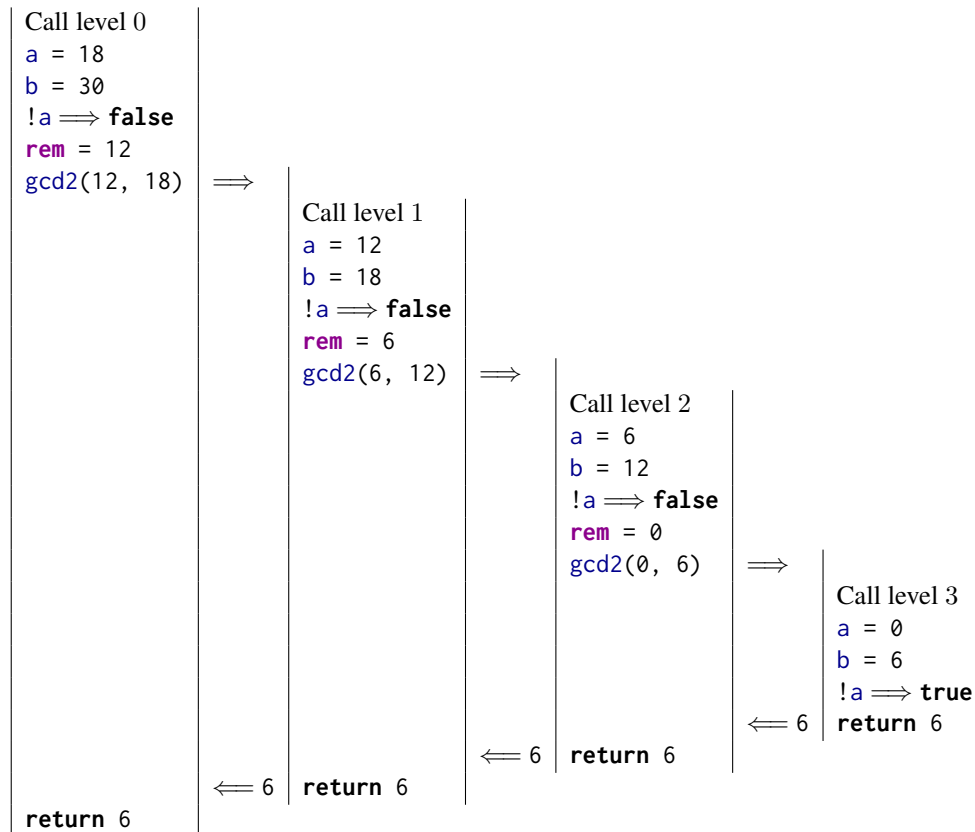 Call level 0
a = 18
b = 30
!a ⟹ false
rem = 12
gcd2(12, 18) ⟹
Call level 1
a = 12
b = 18
!a ⟹ false
rem = 6
gcd2(6, 12) ⟹
Call level 2
a = 6
b = 12
!a ⟹ false
rem = 0
gcd2(0, 6) ⟹
Call level 3
a = 0
b = 6
!a ⟹ true
⟸ 6 return 6
⟸ 6 return 6
⟸ 6 return 6
return 6